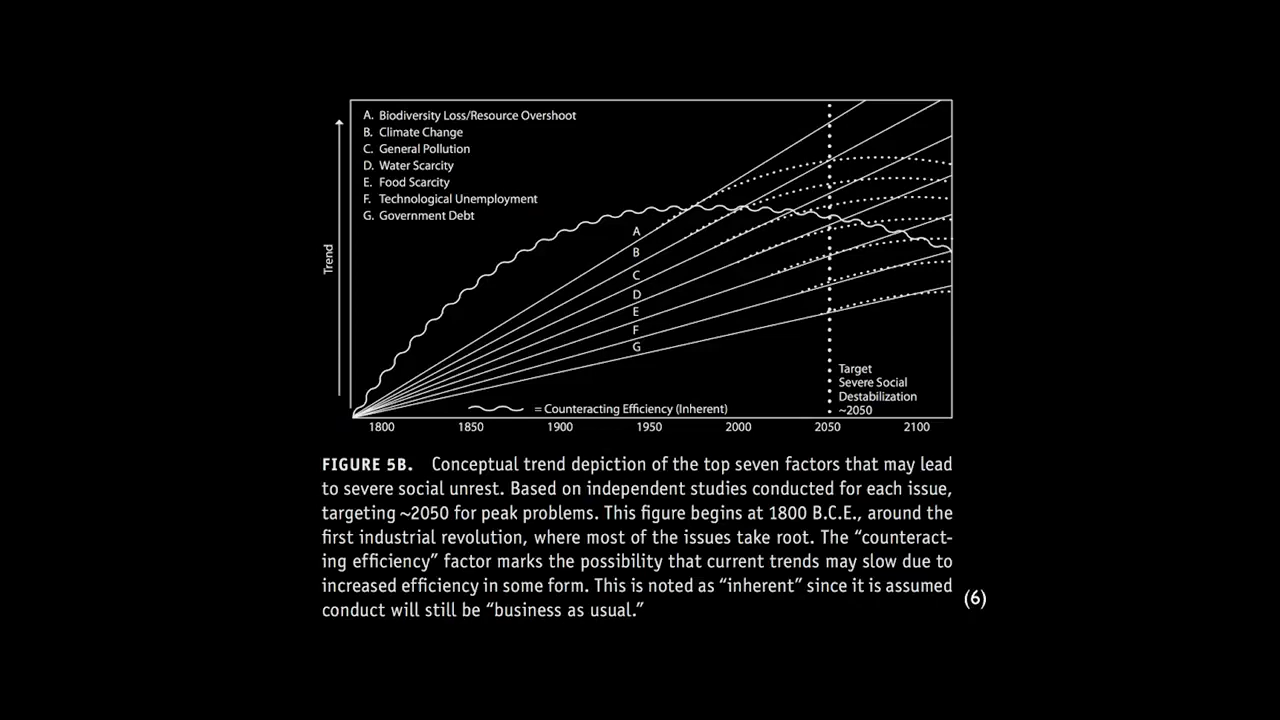 A. Biodiversity Loss/Resource Overshoot
B. Climate Change
C. General Pollution
D. Water Scarcity
E. Food Scarcity
F. Technological Unemployment
G. Government Debt
Trend
A
B
C
D
E
F
G
Target
Severe Social
Destabilization
~2050
= Counteracting Efficiency (Inherent)
1800 1850 1900 1950 2000 2050 2100
FIGURE 5B. Conceptual trend depiction of the top seven factors that may lead
to severe social unrest. Based on independent studies conducted for each issue,
targeting ~2050 for peak problems. This figure begins at 1800 B.C.E., around the
first industrial revolution, where most of the issues take root. The “counteract-
ing efficiency” factor marks the possibility that current trends may slow due to
increased efficiency in some form. This is noted as “inherent” since it is assumed
conduct will still be “business as usual.”
(6)